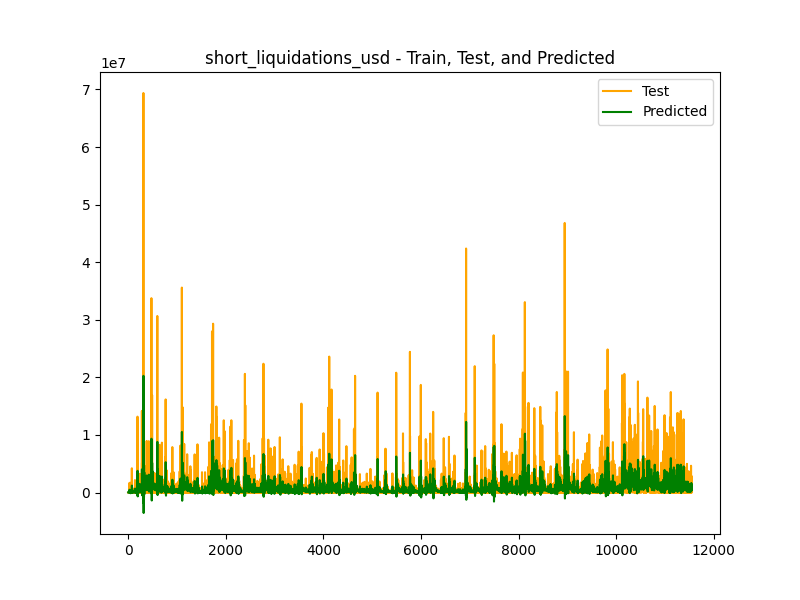 short_liquidations_usd - Train, Test, and Predicted
1e7
Test
Predicted
7
6
5
4
3
2
1
0
0 2000 4000 6000 8000 10000 12000